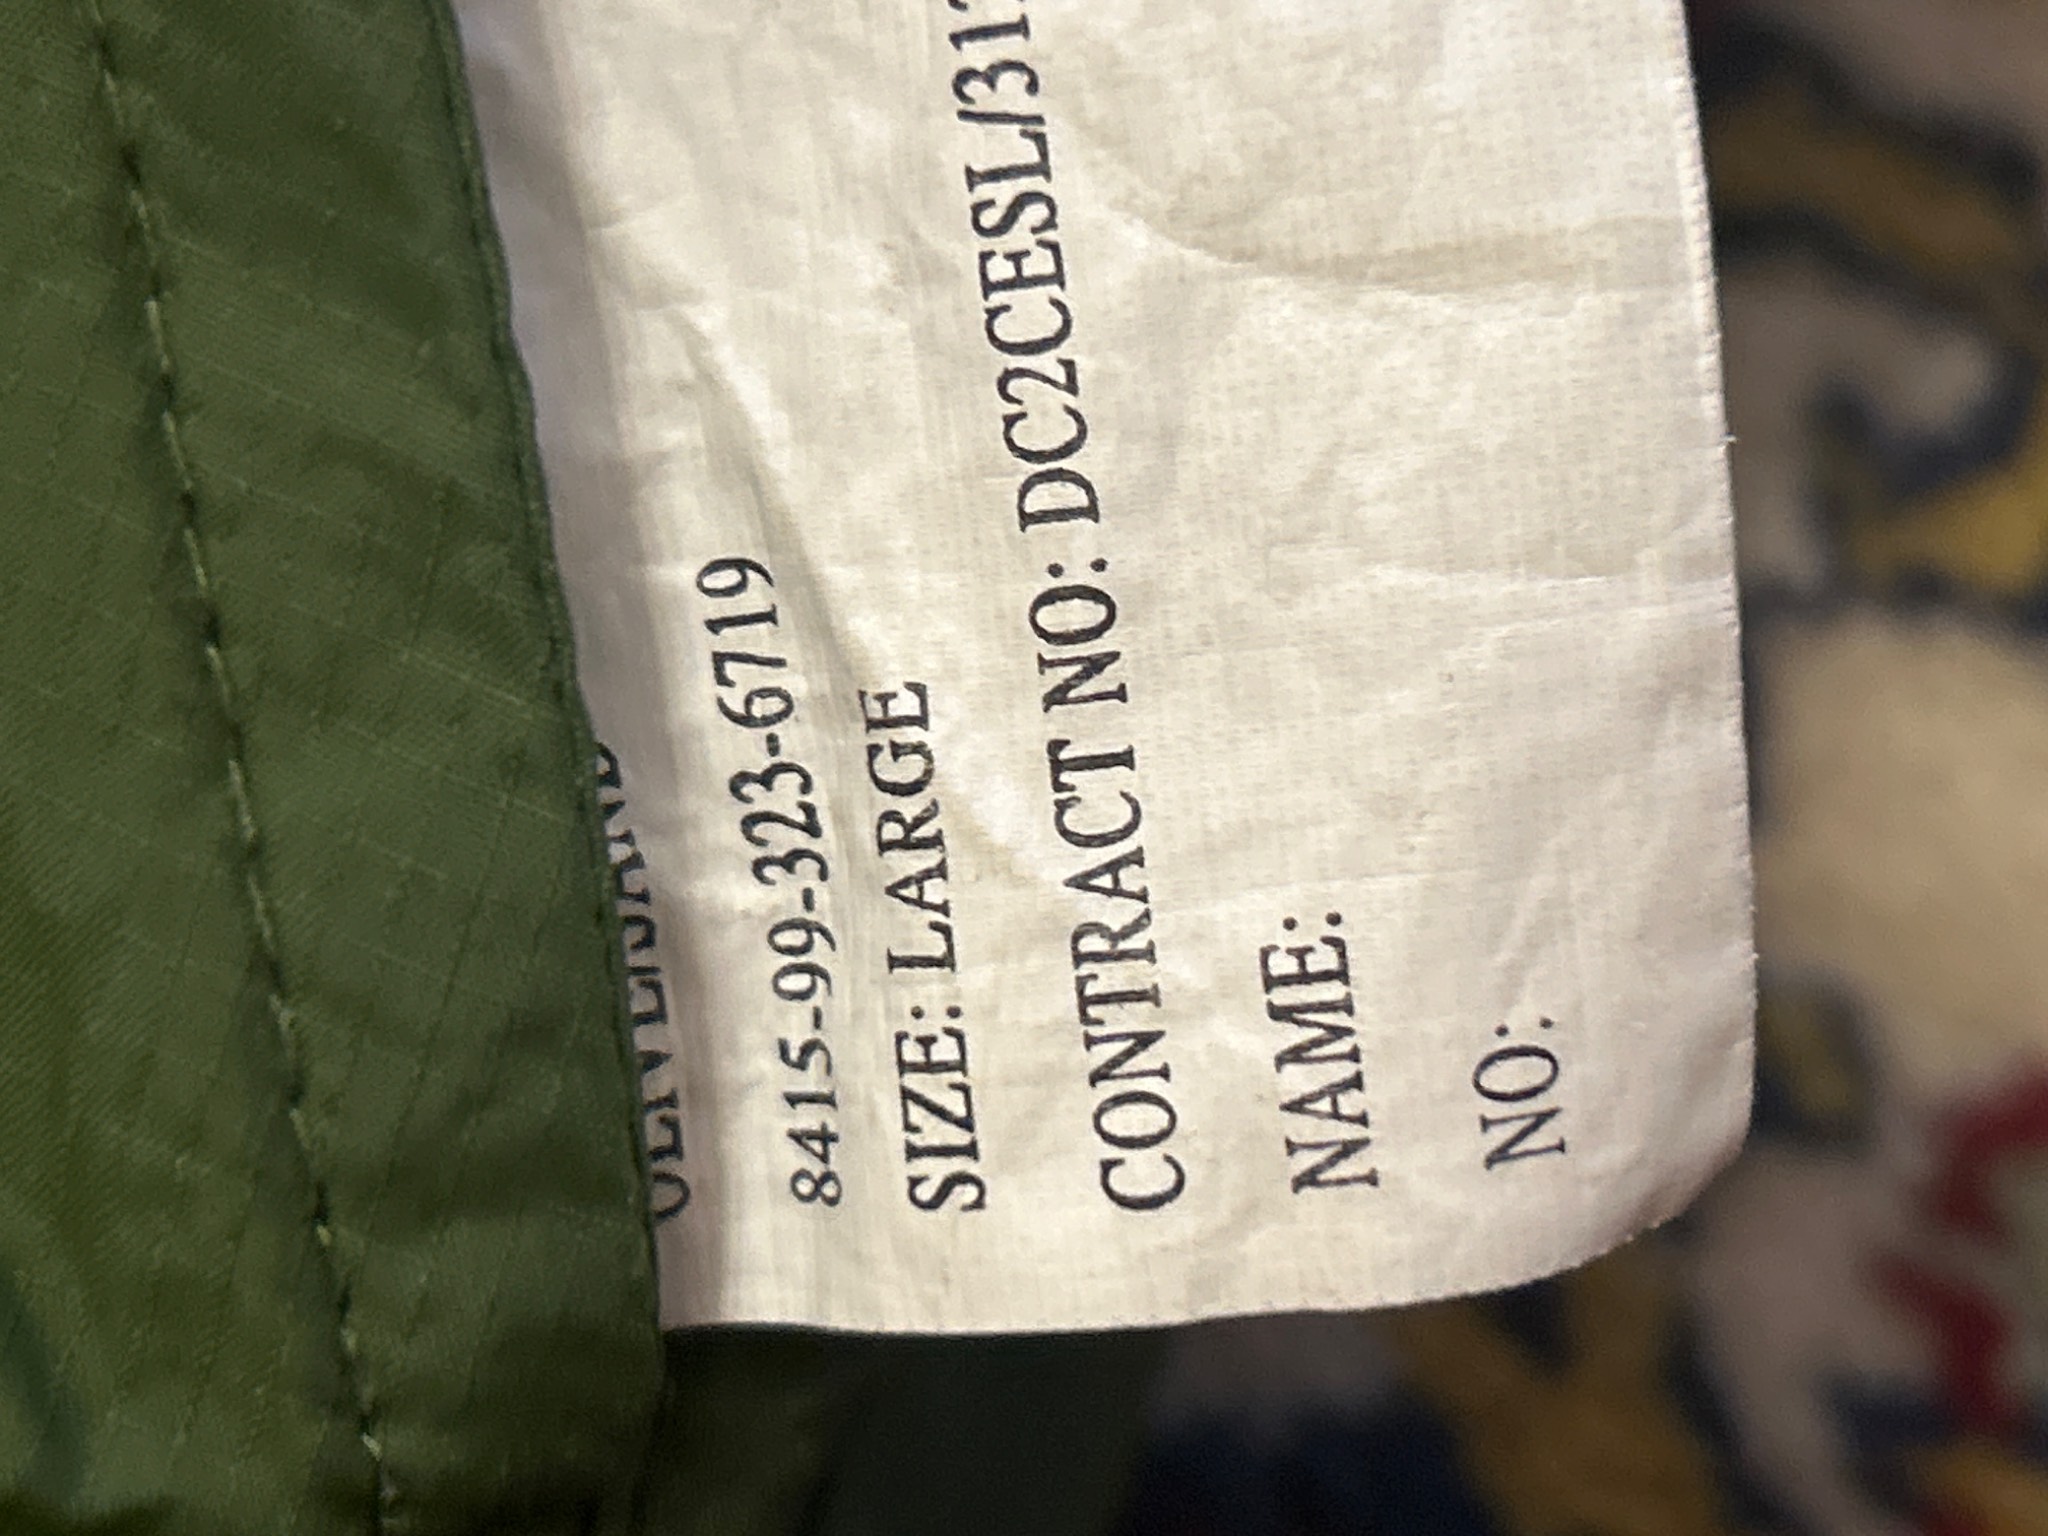 8415-99-323-6719
SIZE: LARGE
CONTRACT NO: DC2CESL/31
NAME:
NO: